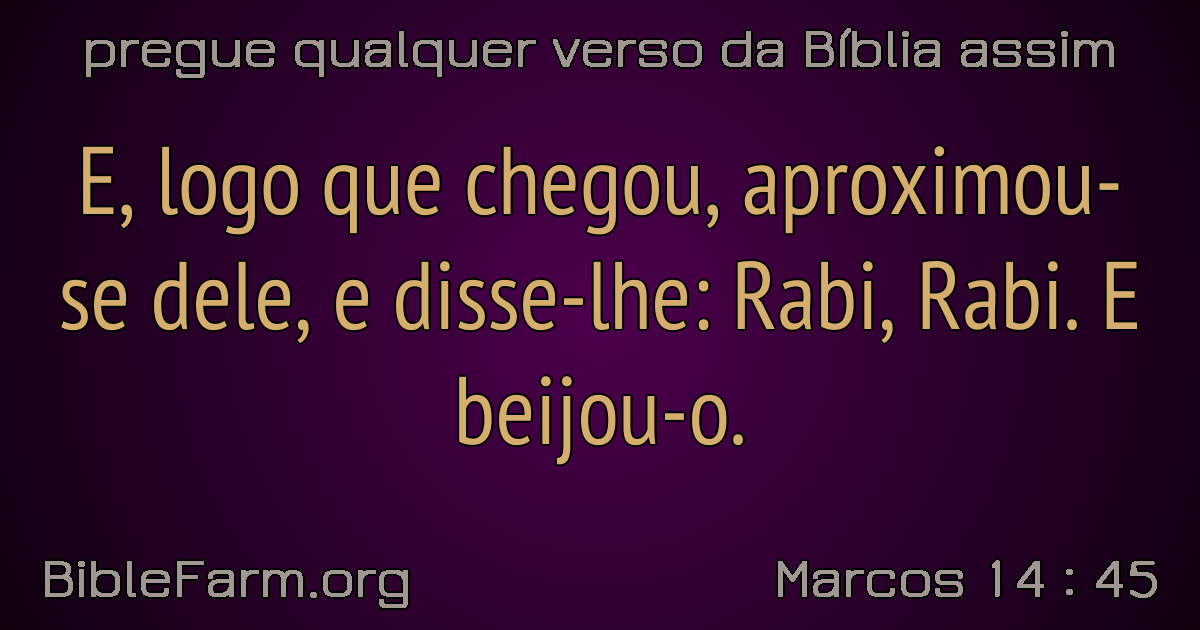 pregue qualquer verso da Bíblia assim
E, logo que chegou, aproximou-
se dele, e disse-lhe: Rabi, Rabi. E
beijou-o.
BibleFarm.org
Marcos 14 : 45